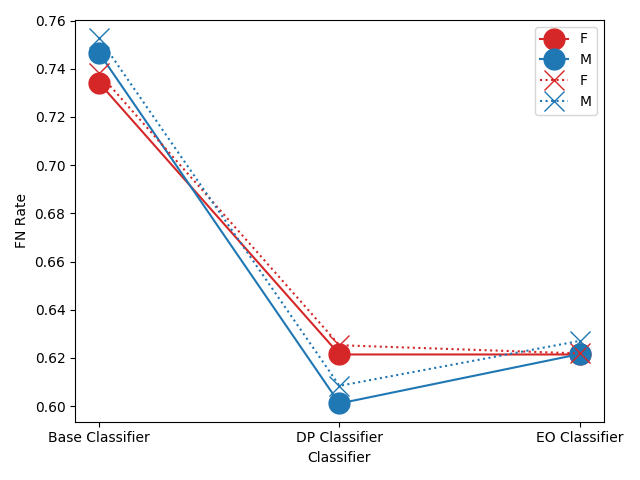 0.76
0.74
0.72
0.70
0.68
0.66
0.64
0.62
0.60
FN Rate
F
M
F
M
Base Classifier
DP Classifier
EO Classifier
Classifier